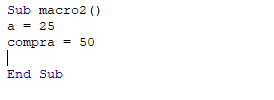 Sub macro2()
a = 25
compra = 50
End Sub